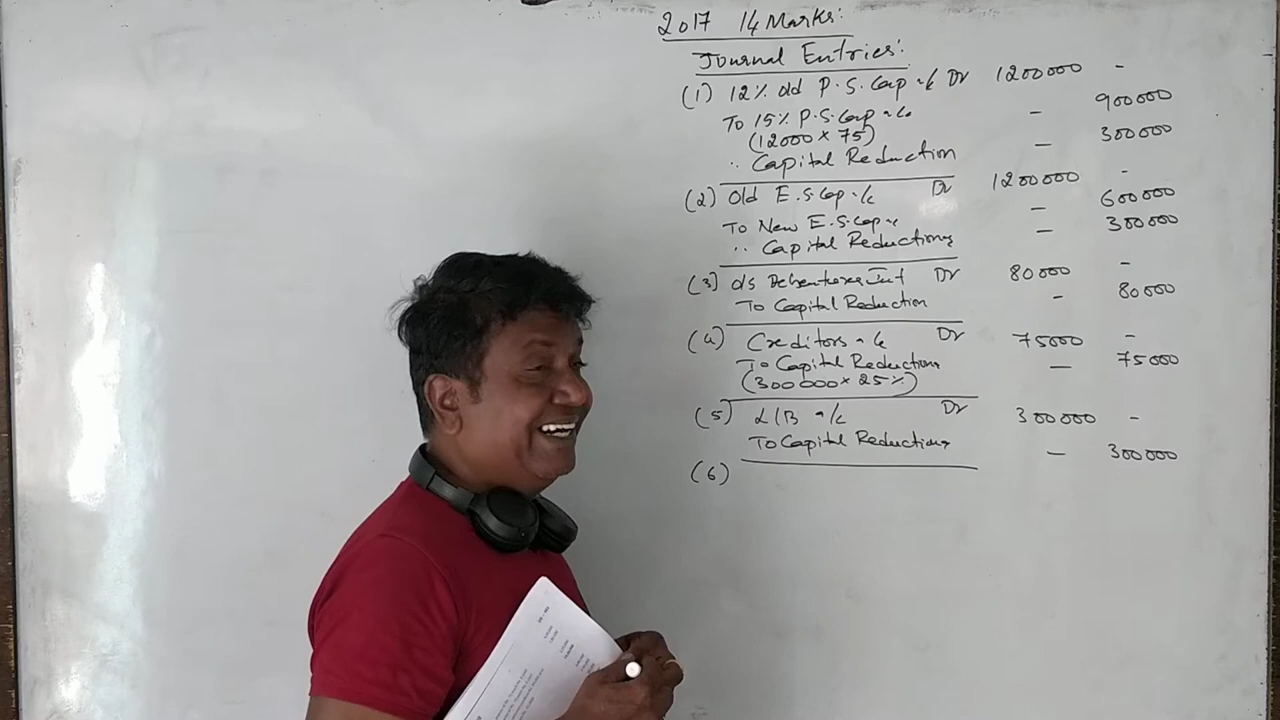 2017 14 Marks:
Journal Entries:
(1) 12% old P.S.Cap a/c Dr 1200000 -
To 15% P.S.Cap a/c - 900000
(12000 x 75)
" Capital Reduction - 300000
(2) Old E.S.Cap a/c Dr 1200000 -
To New E.S.Cap a/c - 600000
" Capital Reduction - 300000
(3) O/s Debentures Int Dr 80000 -
To Capital Reduction - 80000
(4) Creditors a/c Dr 75000 -
To Capital Reduction - 75000
(300000 x 25%)
(5) L/B a/c Dr 300000 -
To Capital Reduction - 300000
(6)